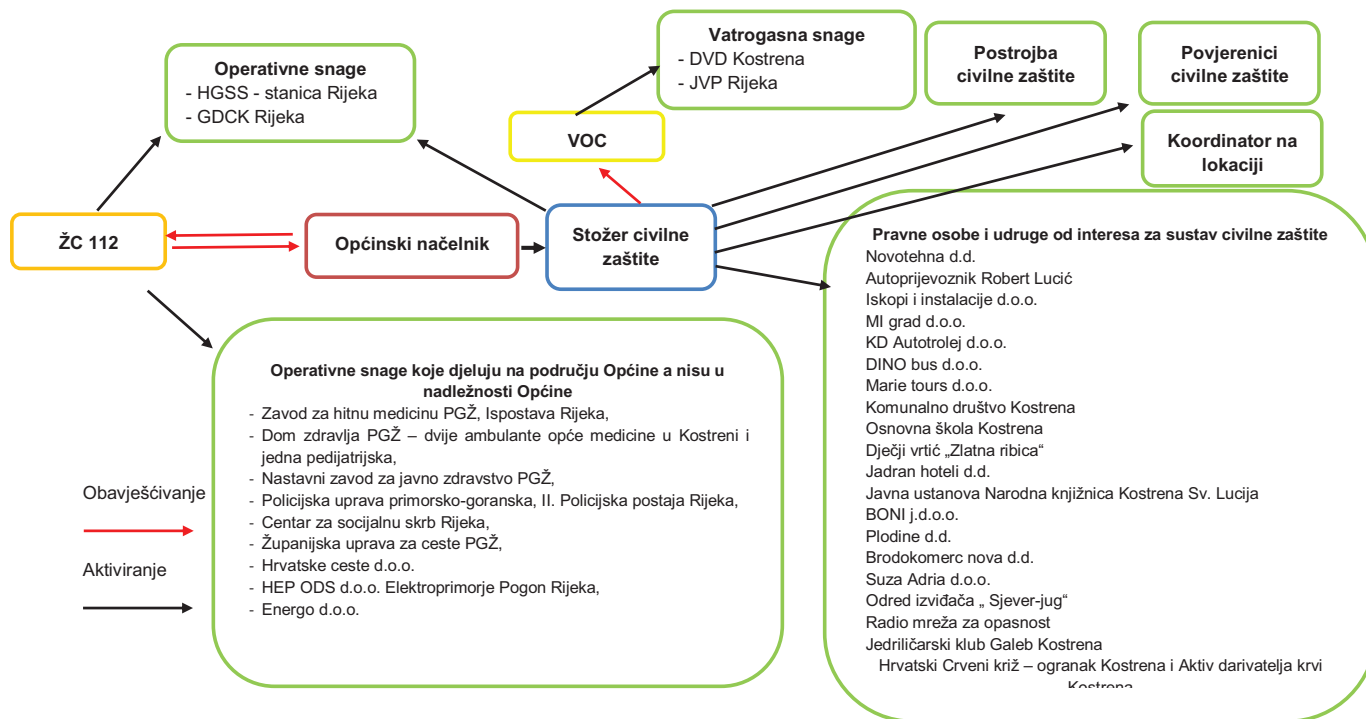 Operativne snage
- HGSS - stanica Rijeka
- GDCK Rijeka
Vatrogasna snage
- DVD Kostrena
- JVP Rijeka
Postrojba
civilne zaštite
Povjerenici
civilne zaštite
VOC
Koordinator na
lokaciji
ŽC 112
Općinski načelnik
Stožer civilne
zaštite
Pravne osobe i udruge od interesa za sustav civilne zaštite
Novotehna d.d.
Autoprijevoznik Robert Lucić
Iskopi i instalacije d.o.o.
MI grad d.o.o.
KD Autotrolej d.o.o.
DINO bus d.o.o.
Marie tours d.o.o.
Komunalno društvo Kostrena
Osnovna škola Kostrena
Dječji vrtić „Zlatna ribica“
Jadran hoteli d.d.
Javna ustanova Narodna knjižnica Kostrena Sv. Lucija
BONI j.d.o.o.
Plodine d.d.
Brodokomerc nova d.d.
Suza Adria d.o.o.
Odred izviđača „ Sjever-jug“
Radio mreža za opasnost
Jedriličarski klub Galeb Kostrena
Hrvatski Crveni križ – ogranak Kostrena i Aktiv darivatelja krvi
Kostrena
Operativne snage koje djeluju na području Općine a nisu u
nadležnosti Općine
- Zavod za hitnu medicinu PGŽ, Ispostava Rijeka,
- Dom zdravlja PGŽ – dvije ambulante opće medicine u Kostreni i
jedna pedijatrijska,
- Nastavni zavod za javno zdravstvo PGŽ,
- Policijska uprava primorsko-goranska, II. Policijska postaja Rijeka,
- Centar za socijalnu skrb Rijeka,
- Županijska uprava za ceste PGŽ,
- Hrvatske ceste d.o.o.
- HEP ODS d.o.o. Elektroprimorje Pogon Rijeka,
- Energo d.o.o.
Obavješćivanje
Aktiviranje